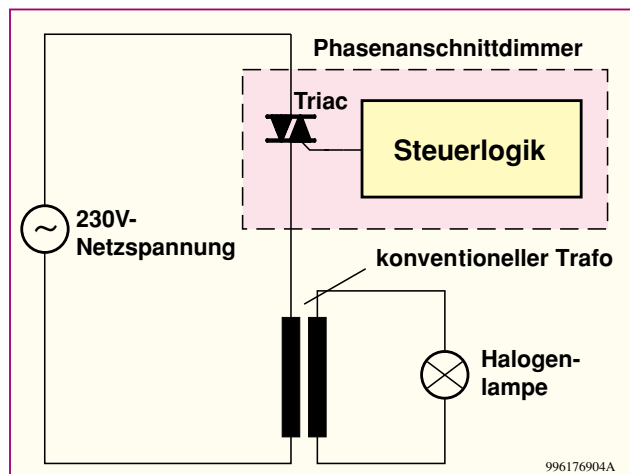 Phasenanschnittdimmer
Triac
Steuerlogik
~
230V-
Netzspannung
konventioneller Trafo
Halogen-
lampe
996176904A